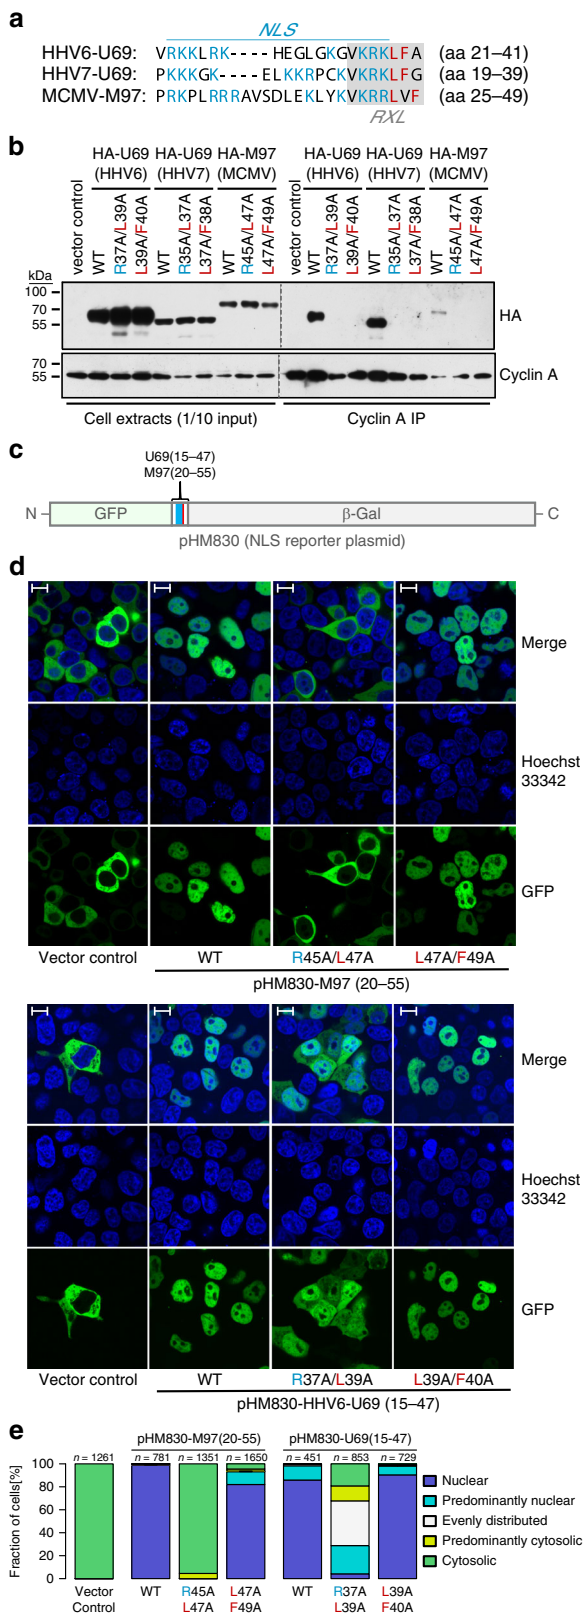 a
NLS
HHV6-U69: VRKKLRK----HEGLGKGVKRKLFA (aa 21–41)
HHV7-U69: PKKKGK----ELKKRPCKVKRKLFG (aa 19–39)
MCMV-M97: PRKPLRRRAVSDLEKLYKVKRRLVF (aa 25–49)
RXL
b
HA-U69 (HHV6) HA-U69 (HHV7) HA-M97 (MCMV) HA-U69 (HHV6) HA-U69 (HHV7) HA-M97 (MCMV)
vector control WT R37A/L39A L39A/F40A WT R35A/L37A L37A/F38A WT R45A/L47A L47A/F49A vector control WT R37A/L39A L39A/F40A WT R35A/L37A L37A/F38A WT R45A/L47A L47A/F49A
kDa
100
70
55
HA
70
55
Cyclin A
Cell extracts (1/10 input) Cyclin A IP
c
U69(15–47)
M97(20–55)
N GFP β-Gal C
pHM830 (NLS reporter plasmid)
d
Merge
Hoechst
33342
GFP
Vector control WT R45A/L47A L47A/F49A
pHM830-M97 (20–55)
Merge
Hoechst
33342
GFP
Vector control WT R37A/L39A L39A/F40A
pHM830-HHV6-U69 (15–47)
e
pHM830-M97(20-55) pHM830-U69(15-47)
n = 1261 n = 781 n = 1351 n = 1650 n = 451 n = 853 n = 729
Fraction of cells[%]
100
80
60
40
20
0
Nuclear
Predominantly nuclear
Evenly distributed
Predominantly cytosolic
Cytosolic
Vector WT R45A L47A WT R37A L39A
Control L47A F49A L39A F40A